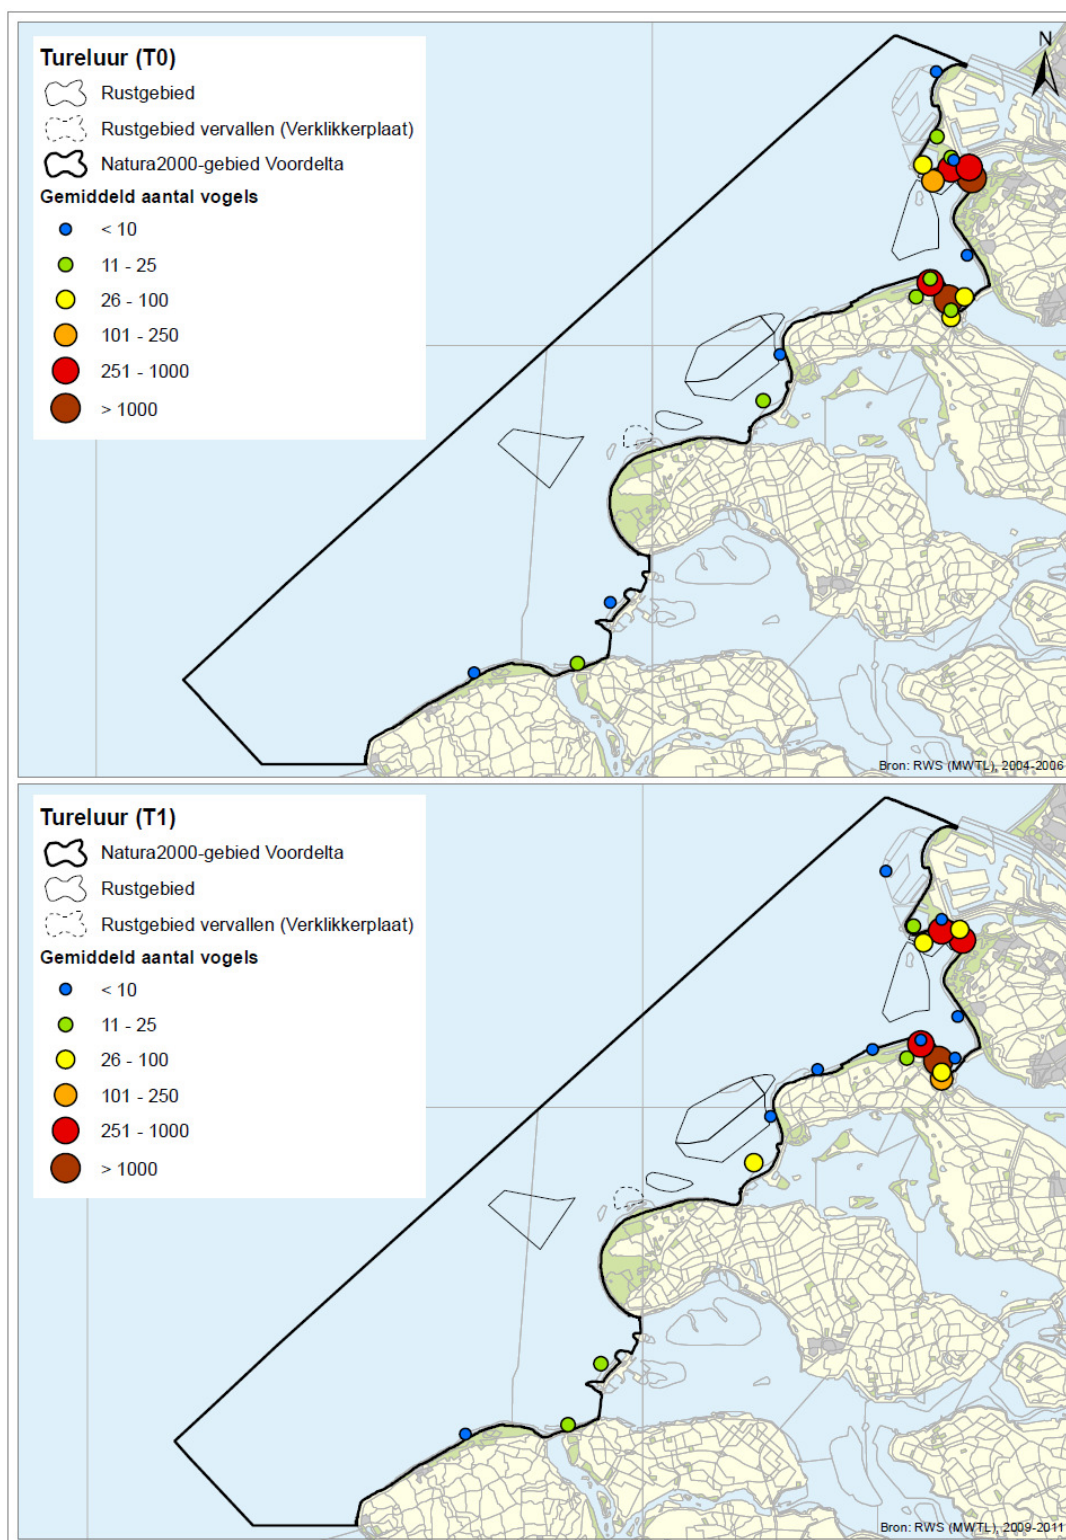 Tureluur (T0)
Rustgebied
Rustgebied vervallen (Verklikkerplaat)
Natura2000-gebied Voordelta
Gemiddeld aantal vogels
< 10
11 - 25
26 - 100
101 - 250
251 - 1000
> 1000
N
Bron: RWS (MWTL), 2004-2006
Tureluur (T1)
Natura2000-gebied Voordelta
Rustgebied
Rustgebied vervallen (Verklikkerplaat)
Gemiddeld aantal vogels
< 10
11 - 25
26 - 100
101 - 250
251 - 1000
> 1000
Bron: RWS (MWTL), 2009-2011